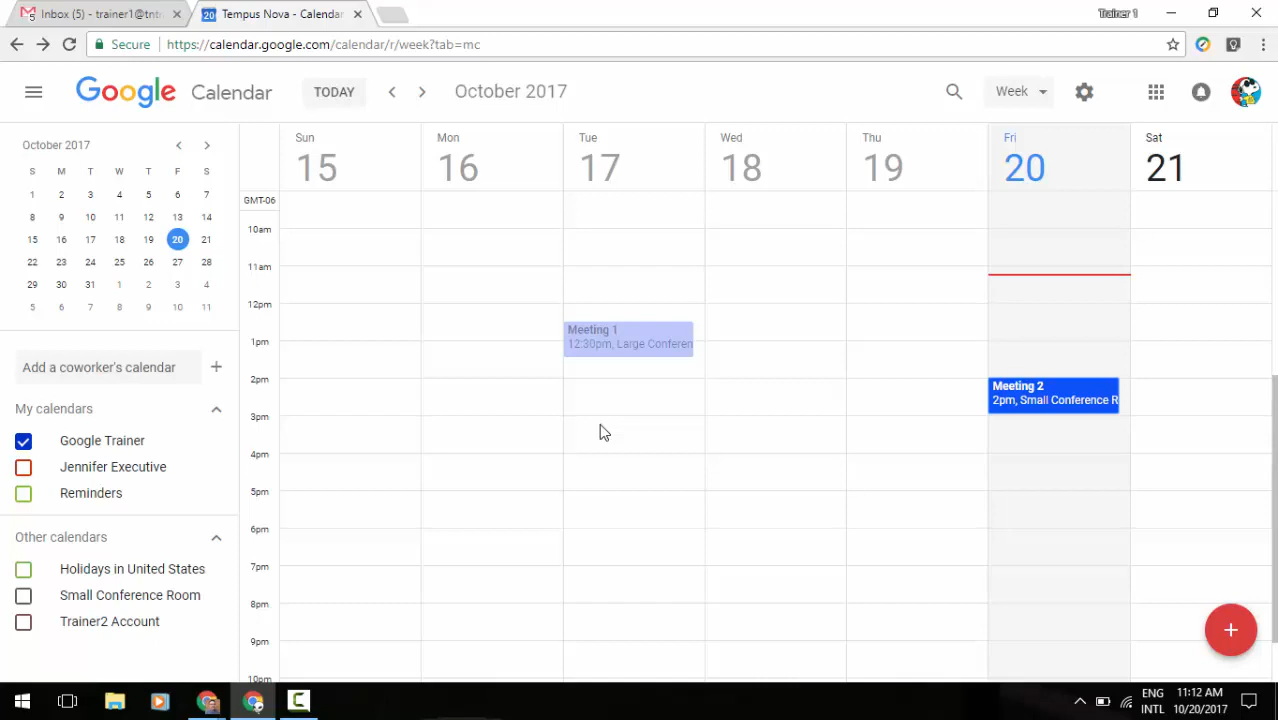 Inbox (5) - trainer1@tntr
Tempus Nova - Calendar
Trainer 1
Secure
https://calendar.google.com/calendar/r/week?tab=mc
Google Calendar
TODAY
October 2017
Week
October 2017
S M T W T F S
1 2 3 4 5 6 7
8 9 10 11 12 13 14
15 16 17 18 19 20 21
22 23 24 25 26 27 28
29 30 31 1 2 3 4
5 6 7 8 9 10 11
Add a coworker's calendar
My calendars
Google Trainer
Jennifer Executive
Reminders
Other calendars
Holidays in United States
Small Conference Room
Trainer2 Account
Sun Mon Tue Wed Thu Fri Sat
15 16 17 18 19 20 21
GMT-06
10am
11am
12pm
1pm
2pm
3pm
4pm
5pm
6pm
7pm
8pm
9pm
10pm
Meeting 1
12:30pm, Large Conferen
Meeting 2
2pm, Small Conference R
ENG
INTL
11:12 AM
10/20/2017